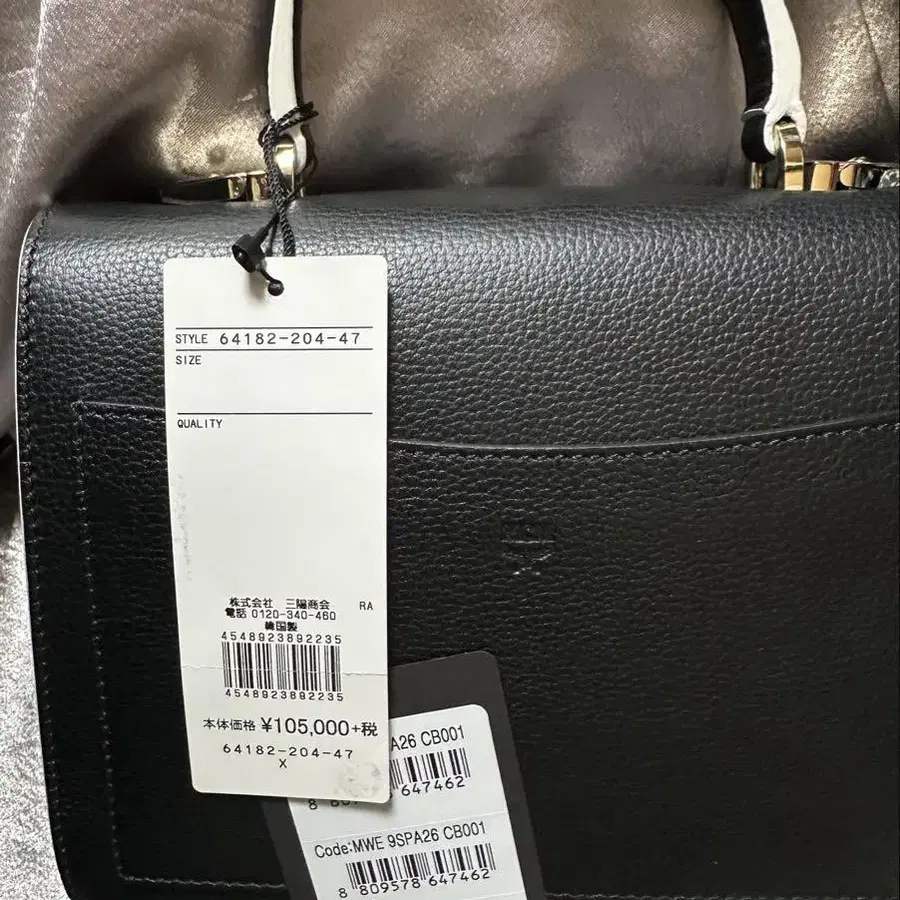 STYLE 64182-204-47
SIZE
QUALITY
株式会社 三陽商会 RA
電話 0120-340-460
韓国製
4548923892235
4548923892235
本体価格 ¥105,000+税
64182-204-47
X
A26 CB001
647462
Code:MWE 9SPA26 CB001
8 809578 647462